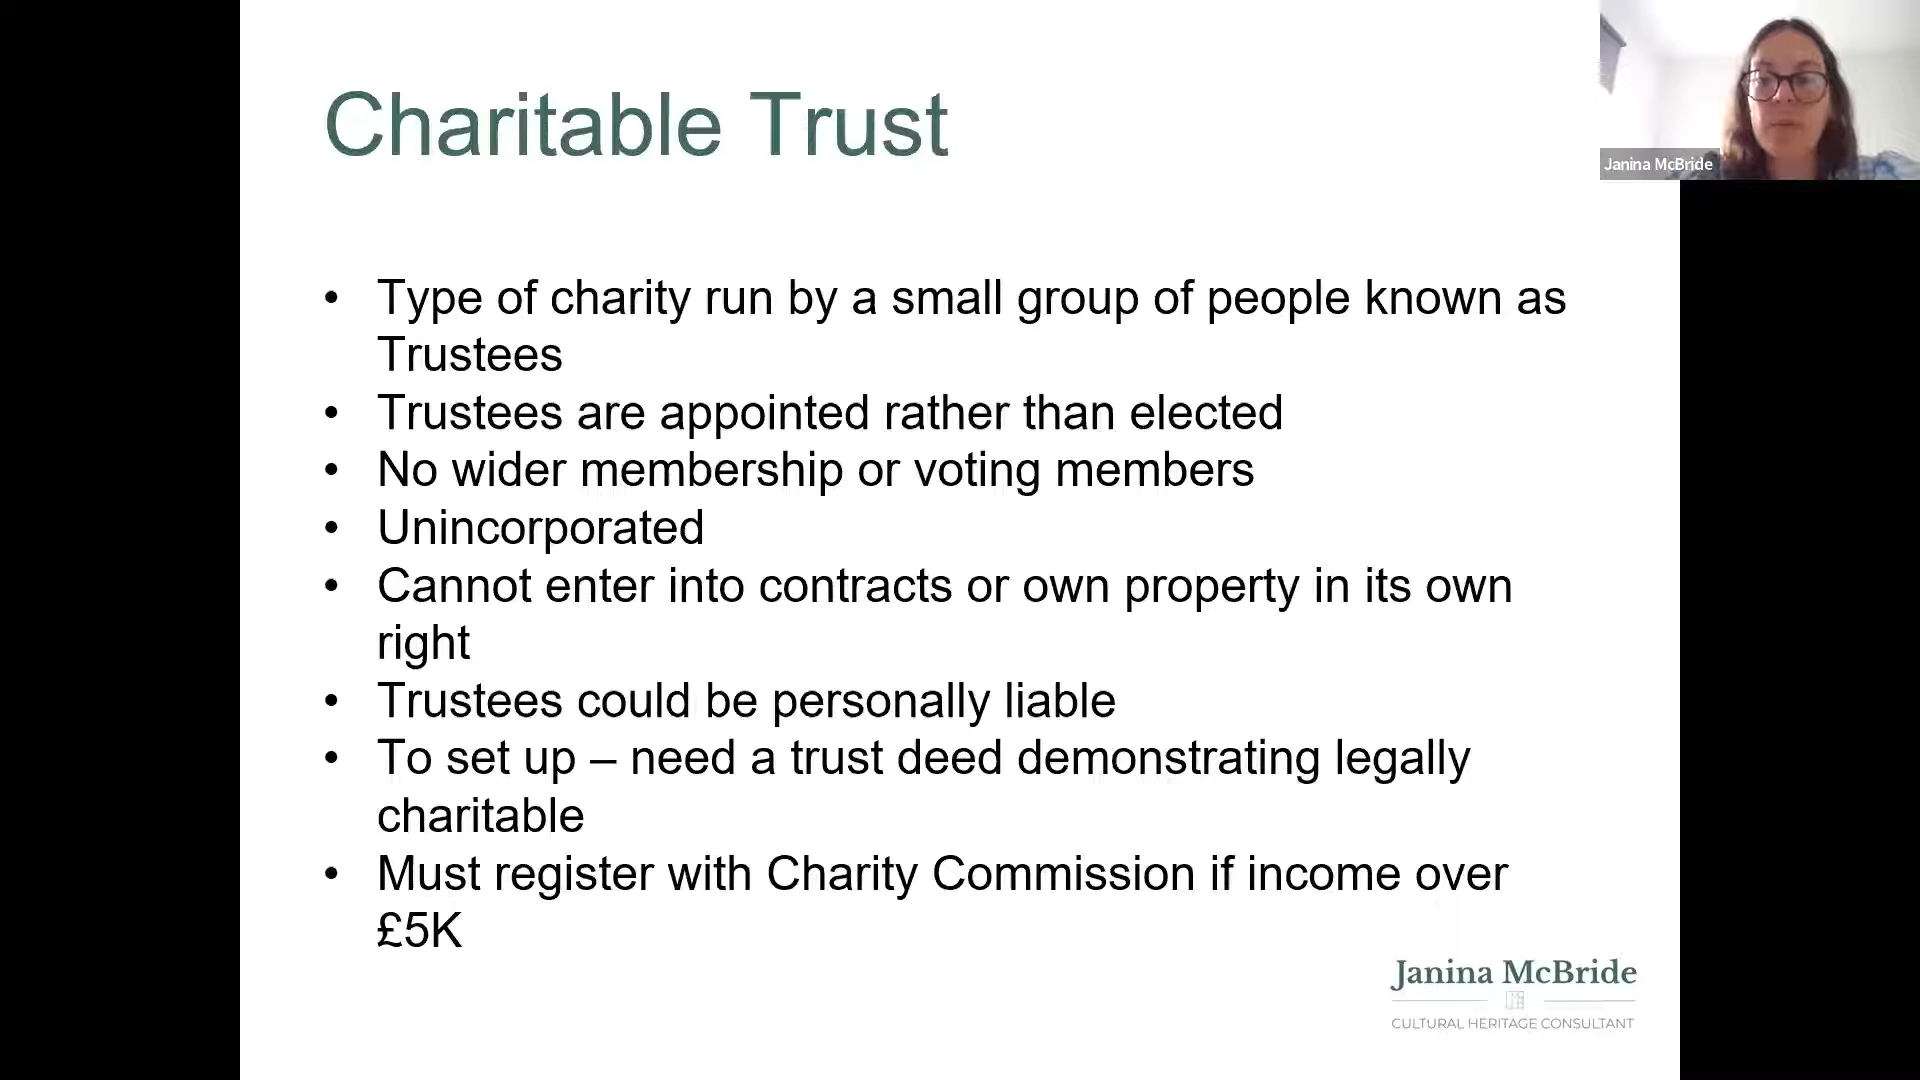 Charitable Trust
Janina McBride
• Type of charity run by a small group of people known as
Trustees
• Trustees are appointed rather than elected
• No wider membership or voting members
• Unincorporated
• Cannot enter into contracts or own property in its own
right
• Trustees could be personally liable
• To set up – need a trust deed demonstrating legally
charitable
• Must register with Charity Commission if income over
£5K
Janina McBride
CULTURAL HERITAGE CONSULTANT